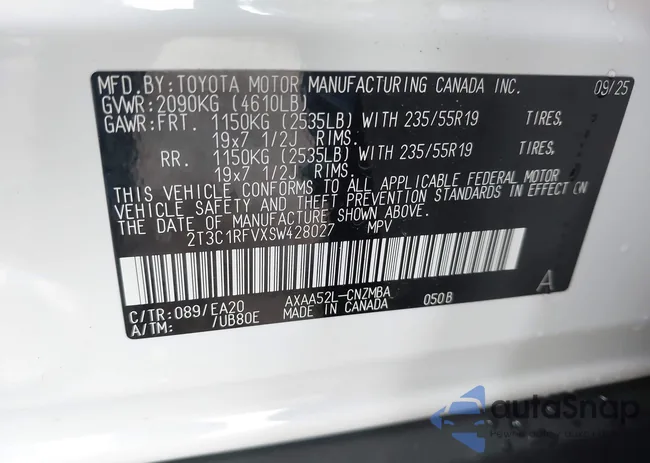 MFD. BY: TOYOTA MOTOR MANUFACTURING CANADA INC. 09/25
GVWR: 2090KG (4610LB)
GAWR: FRT. 1150KG (2535LB) WITH 235/55R19 TIRES,
19x7 1/2J RIMS.
RR. 1150KG (2535LB) WITH 235/55R19 TIRES,
19x7 1/2J RIMS.
THIS VEHICLE CONFORMS TO ALL APPLICABLE FEDERAL MOTOR
VEHICLE SAFETY AND THEFT PREVENTION STANDARDS IN EFFECT ON
THE DATE OF MANUFACTURE SHOWN ABOVE.
2T3C1RFVXSW428027 MPV
A
C/TR: 089/EA20 AXAA52L-CNZMBA 050B
A/TM: /UB80E MADE IN CANADA
autoSnap